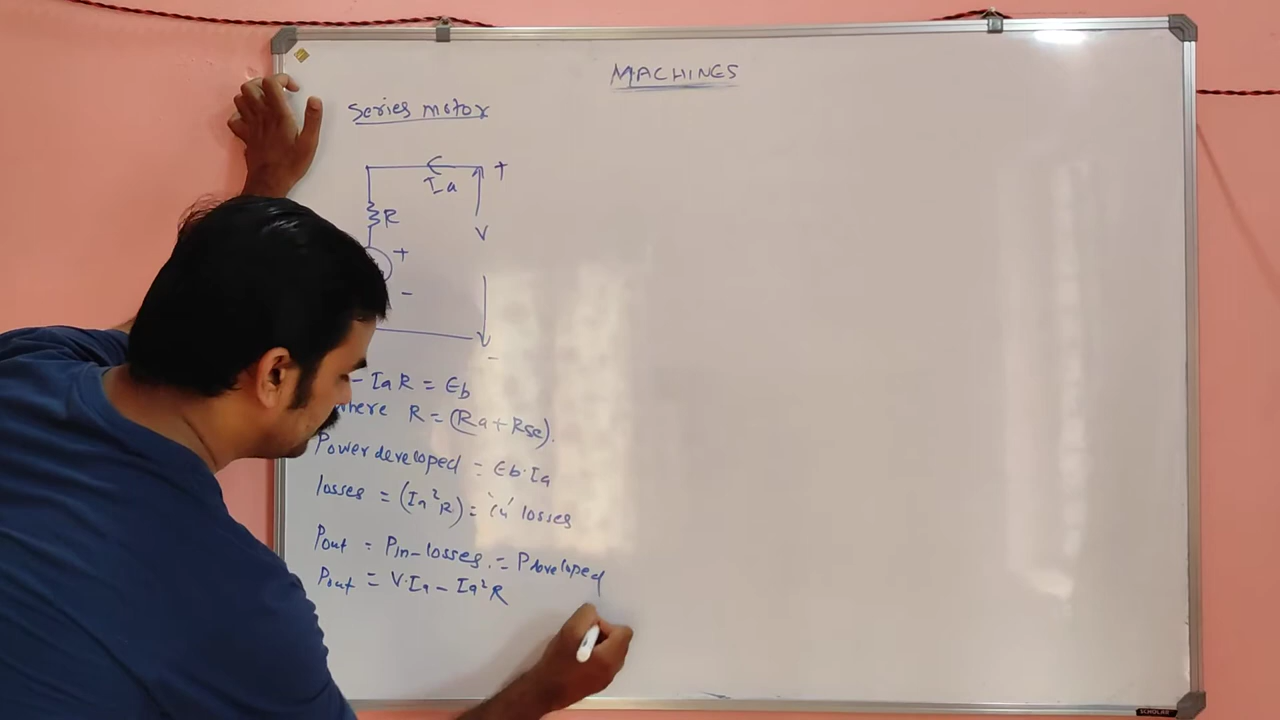 MACHINES
Series motor
Ia
+
R
V
+
-
-
- Ia R = Eb
where R = (Ra + Rse).
Power developed = Eb.Ia
losses = (Ia²R) = 'cu' losses
Pout = Pin - losses. = P developed
Pout = V.Ia - Ia²R
SCHOLAR